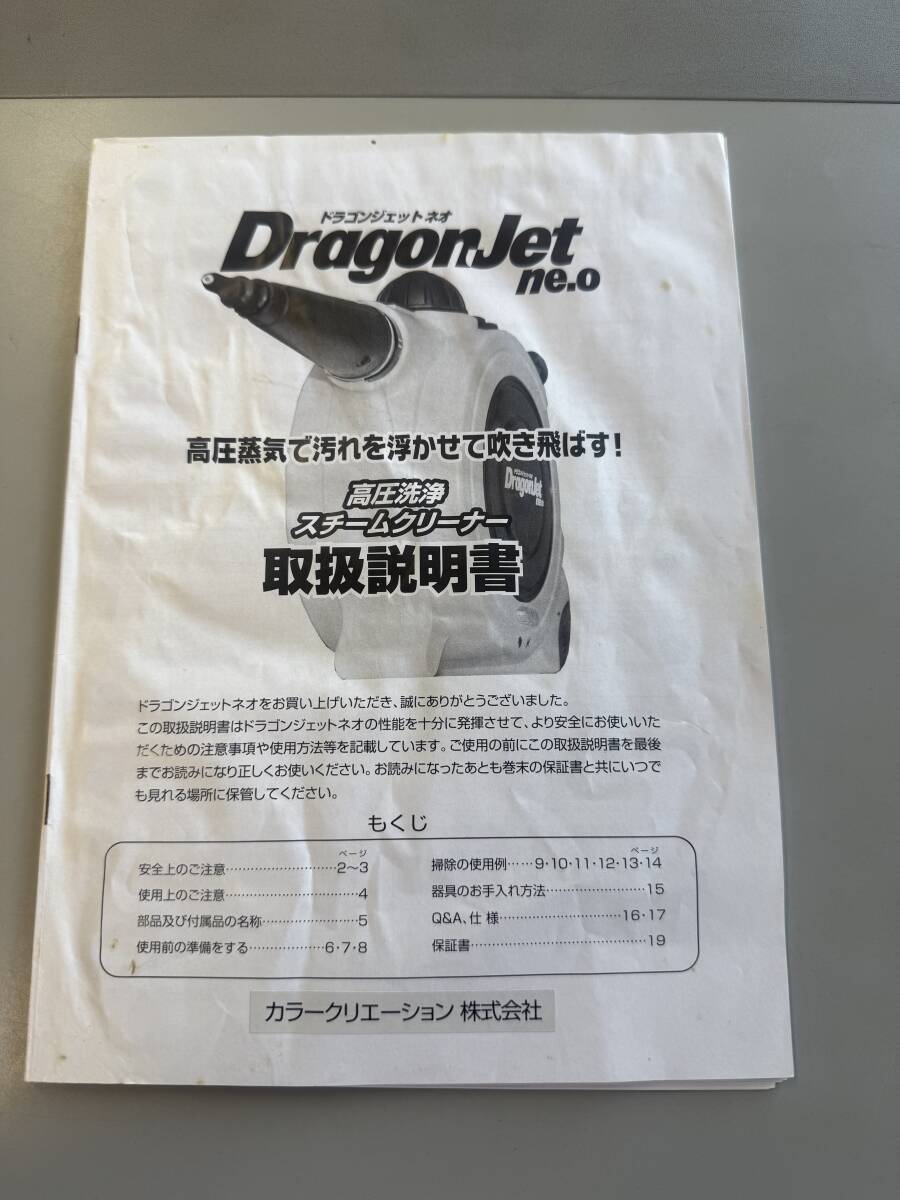 ドラゴンジェット ネオ
DragonJet
ne.o
高圧蒸気で汚れを浮かせて吹き飛ばす!
DragonJet
ne.o
高圧洗浄
スチームクリーナー
取扱説明書
ドラゴンジェットネオをお買い上げいただき、誠にありがとうございました。
この取扱説明書はドラゴンジェットネオの性能を十分に発揮させて、より安全にお使いいた
だくための注意事項や使用方法等を記載しています。ご使用の前にこの取扱説明書を最後
までお読みになり正しくお使いください。お読みになったあとも巻末の保証書と共にいつで
も見れる場所に保管してください。
もくじ
ページ
安全上のご注意………………………2〜3
使用上のご注意……………………………4
部品及び付属品の名称……………………5
使用前の準備をする………………6・7・8
ページ
掃除の使用例……9・10・11・12・13・14
器具のお手入れ方法……………………15
Q&A、仕 様…………………………16・17
保証書……………………………………19
カラークリエーション 株式会社